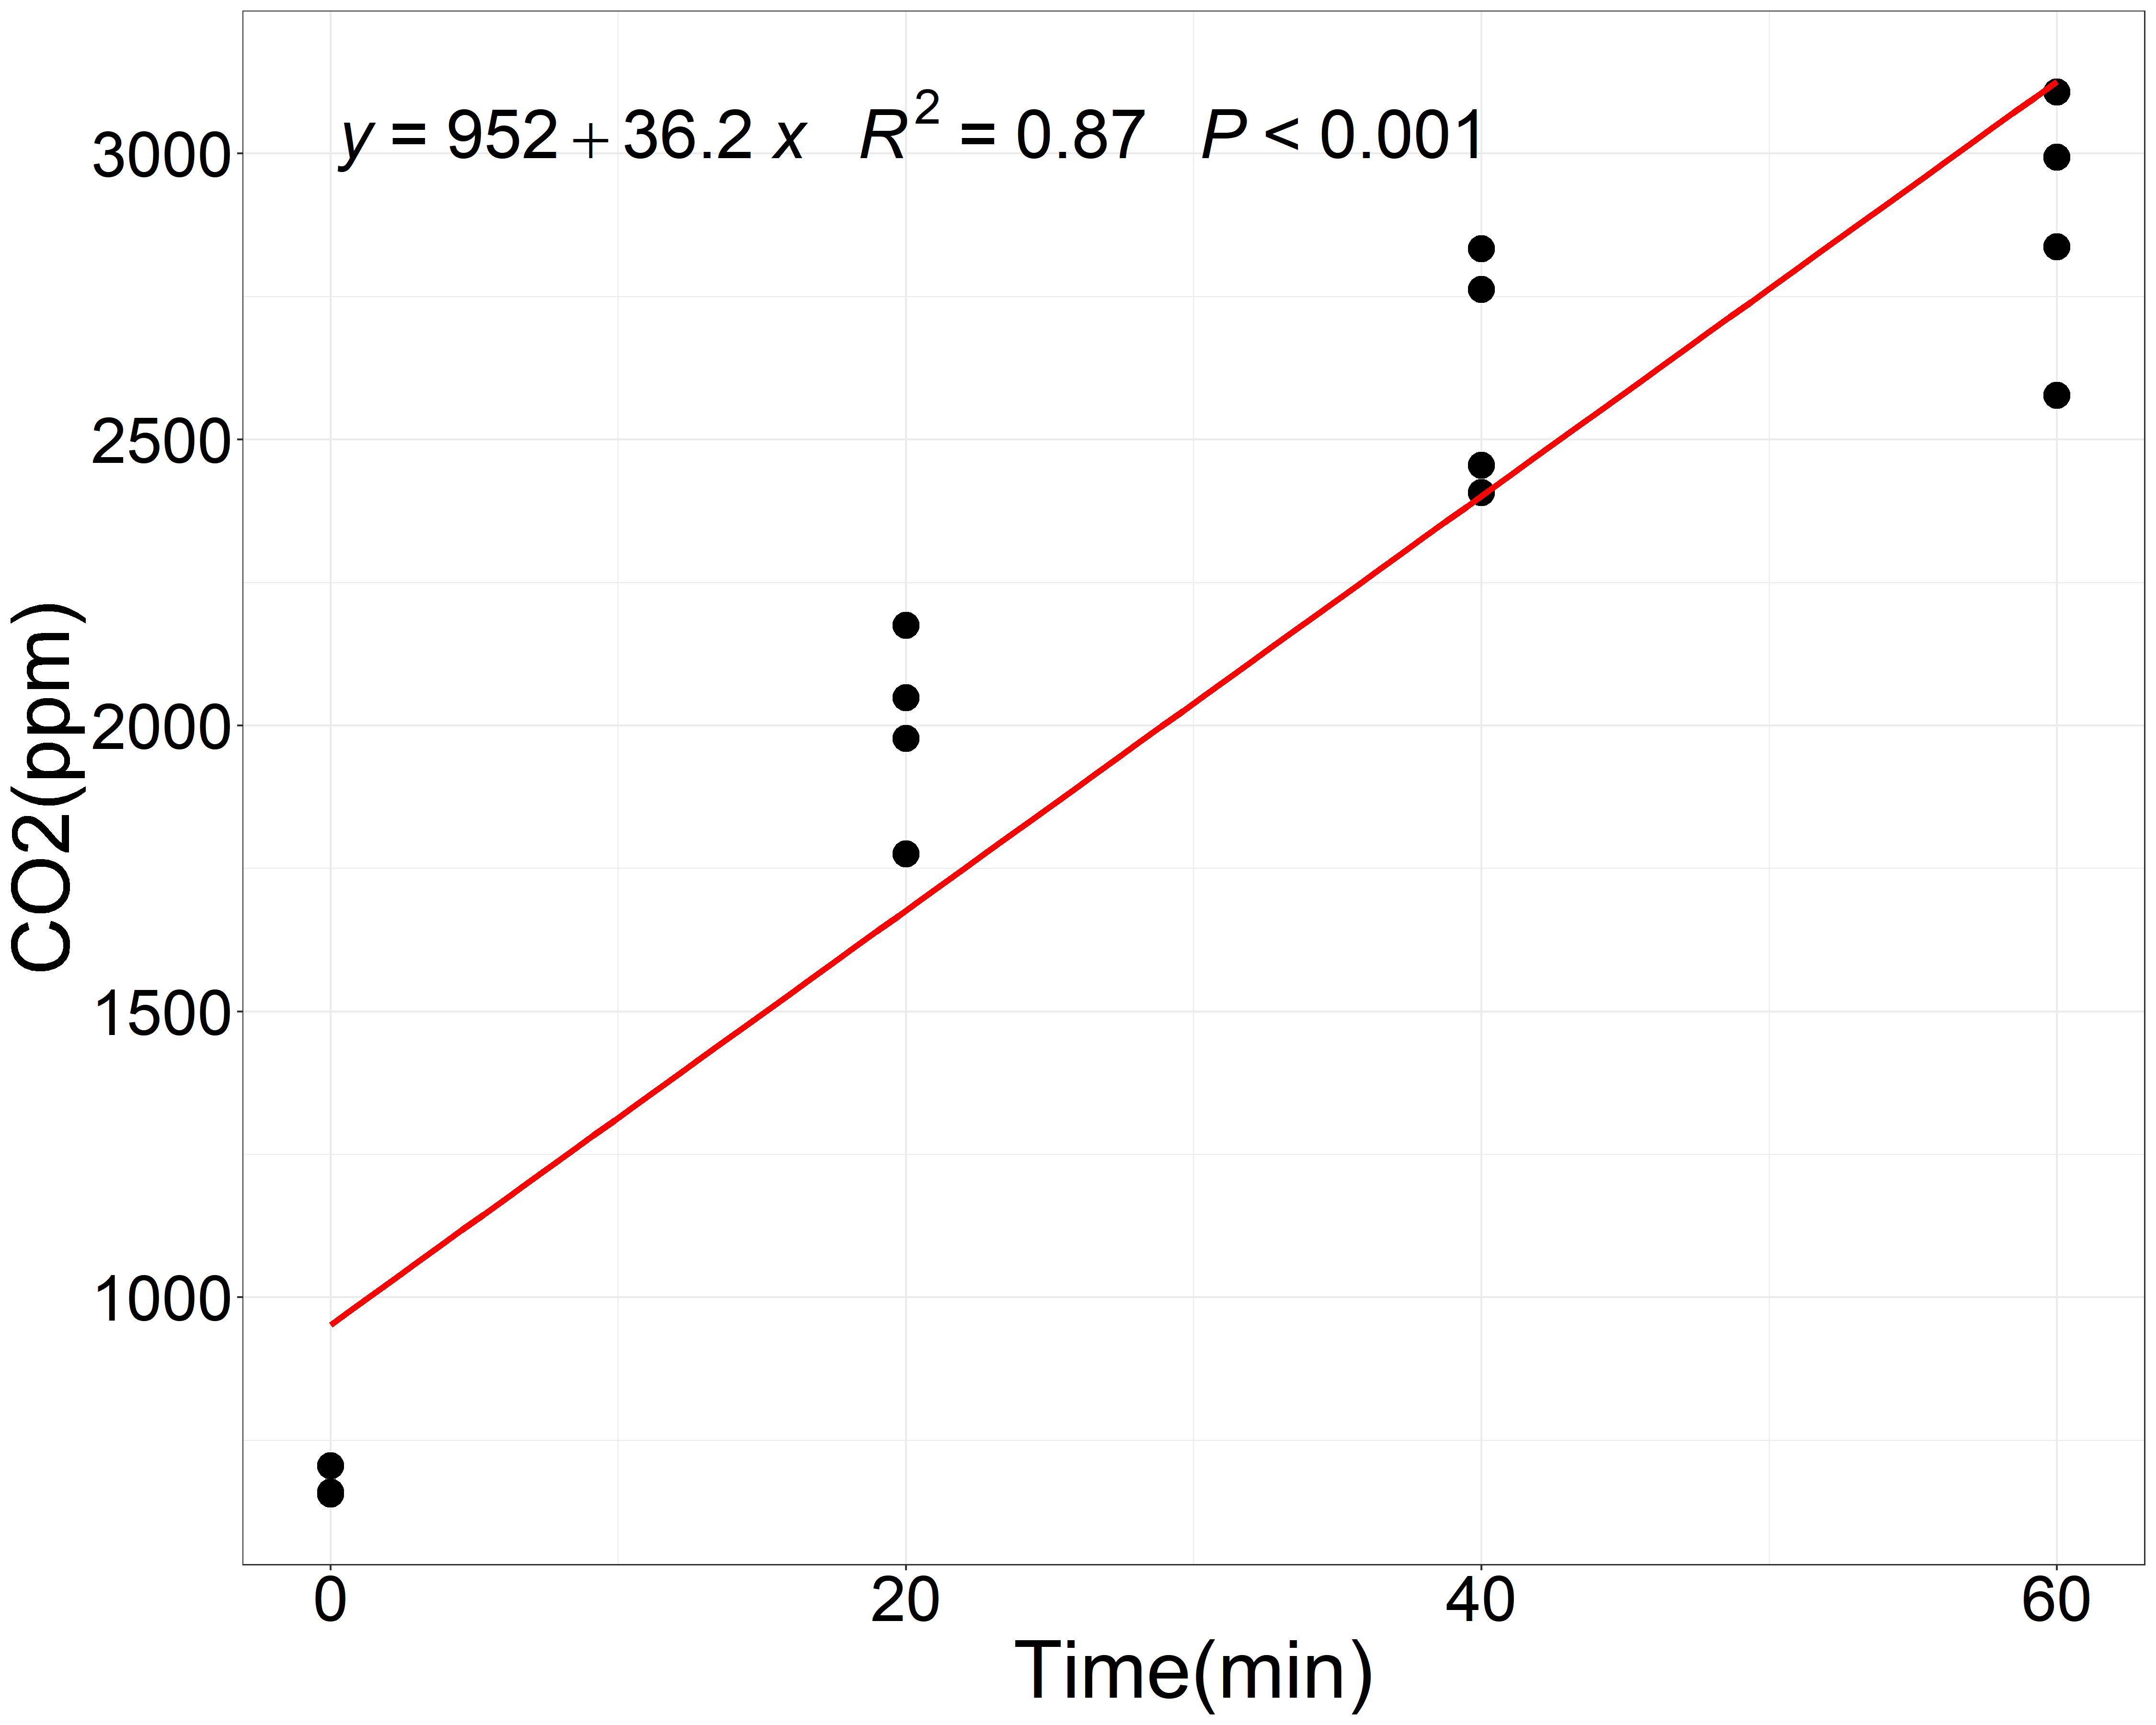 y = 952 + 36.2 x   R² = 0.87   P < 0.001
3000
2500
2000
1500
1000
CO2(ppm)
0 20 40 60
Time(min)